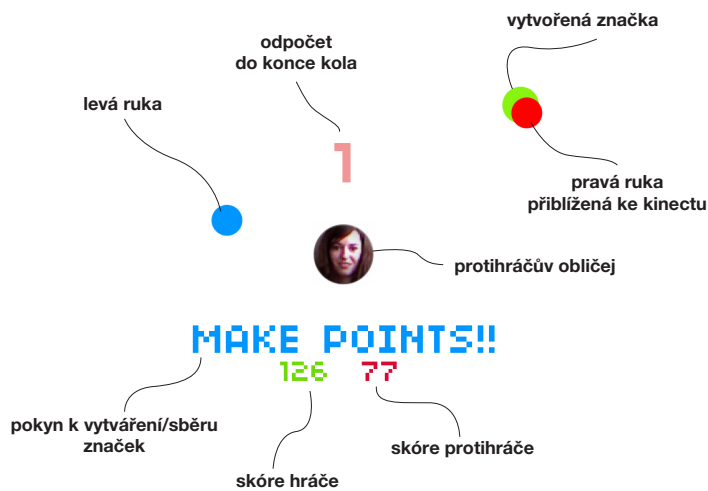 vytvořená značka
odpočet
do konce kola
levá ruka
1
pravá ruka
přiblížená ke kinectu
protihráčův obličej
MAKE POINTS!!
126 77
pokyn k vytváření/sběru
značek
skóre protihráče
skóre hráče